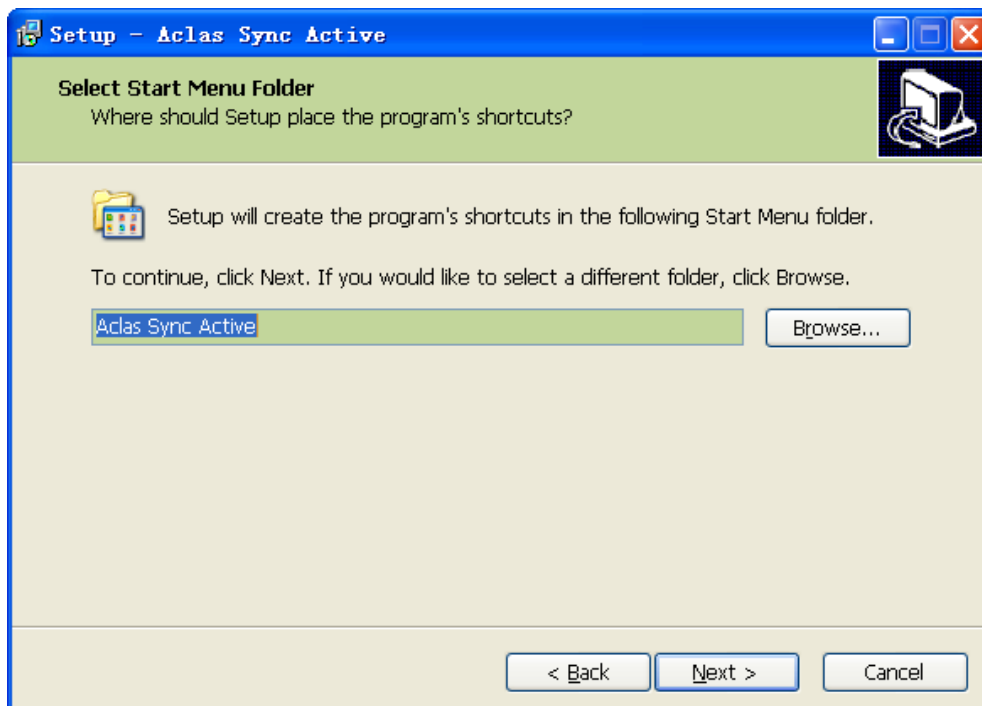 Setup - Aclas Sync Active
Select Start Menu Folder
Where should Setup place the program's shortcuts?
Setup will create the program's shortcuts in the following Start Menu folder.
To continue, click Next. If you would like to select a different folder, click Browse.
Aclas Sync Active
Browse...
< Back
Next >
Cancel